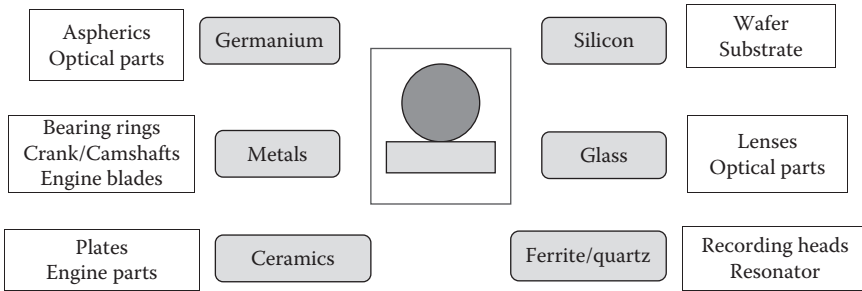 Aspherics
Optical parts
Germanium
Silicon
Wafer
Substrate
Bearing rings
Crank/Camshafts
Engine blades
Metals
Glass
Lenses
Optical parts
Plates
Engine parts
Ceramics
Ferrite/quartz
Recording heads
Resonator